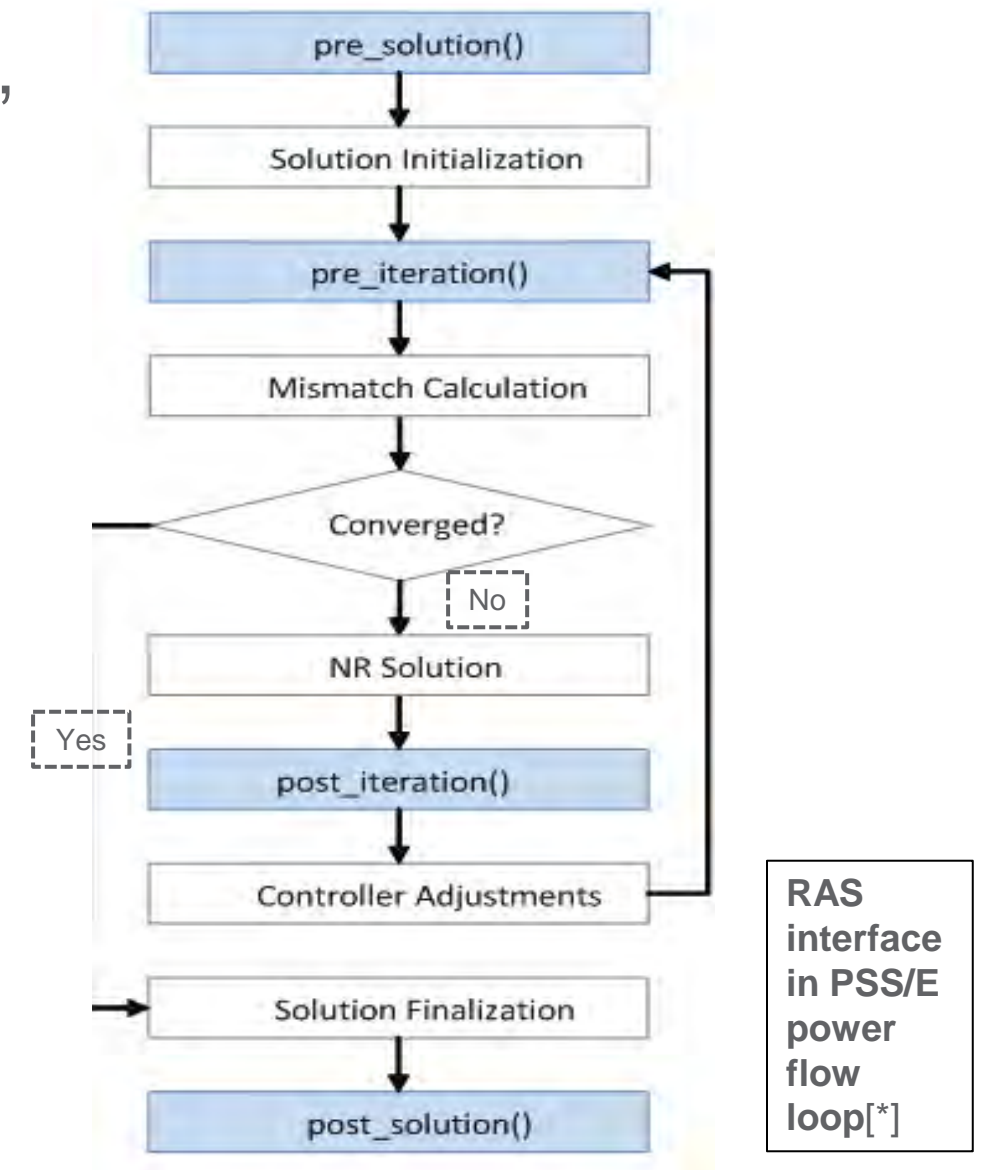 ,
pre_solution()
Solution Initialization
pre_iteration()
Mismatch Calculation
Converged?
No
NR Solution
Yes
post_iteration()
Controller Adjustments
RAS
interface
in PSS/E
power
flow
loop[*]
Solution Finalization
post_solution()